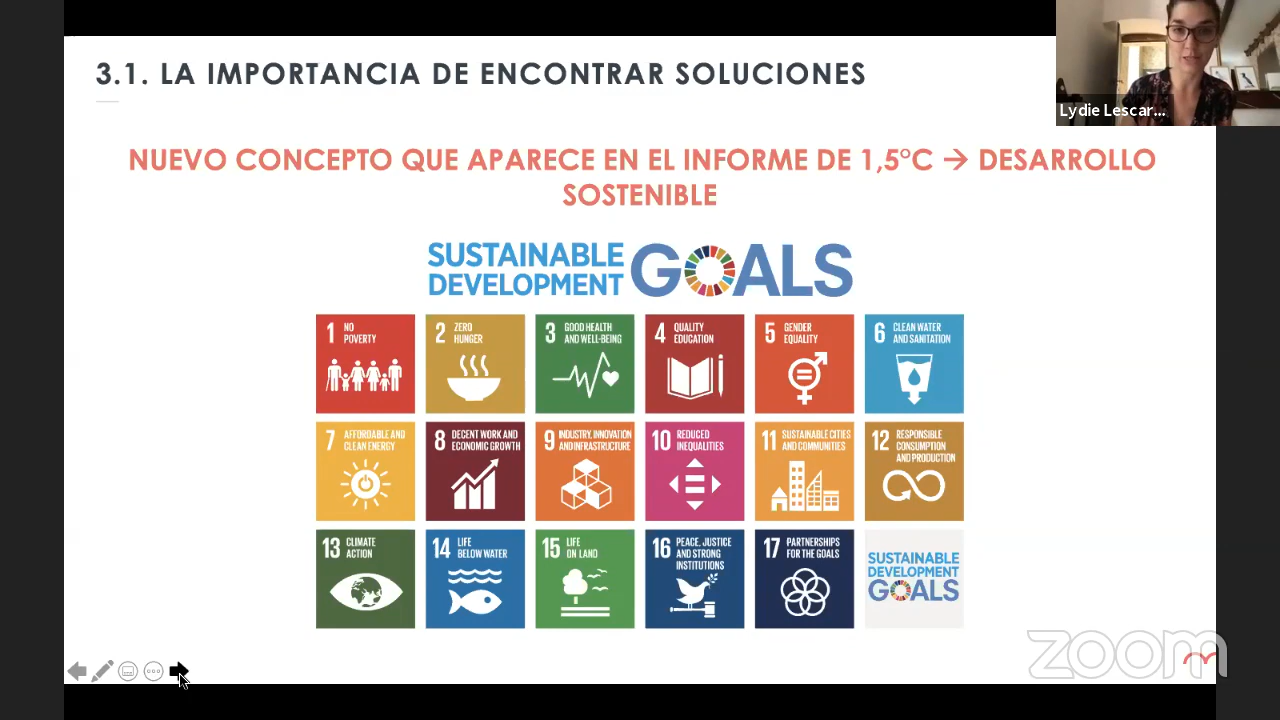 3.1. LA IMPORTANCIA DE ENCONTRAR SOLUCIONES
Lydie Lescar...
NUEVO CONCEPTO QUE APARECE EN EL INFORME DE 1,5°C → DESARROLLO
SOSTENIBLE
SUSTAINABLE
DEVELOPMENT
GOALS
1 NO
POVERTY
2 ZERO
HUNGER
3 GOOD HEALTH
AND WELL-BEING
4 QUALITY
EDUCATION
5 GENDER
EQUALITY
6 CLEAN WATER
AND SANITATION
7 AFFORDABLE AND
CLEAN ENERGY
8 DECENT WORK AND
ECONOMIC GROWTH
9 INDUSTRY, INNOVATION
AND INFRASTRUCTURE
10 REDUCED
INEQUALITIES
11 SUSTAINABLE CITIES
AND COMMUNITIES
12 RESPONSIBLE
CONSUMPTION
AND PRODUCTION
13 CLIMATE
ACTION
14 LIFE
BELOW WATER
15 LIFE
ON LAND
16 PEACE, JUSTICE
AND STRONG
INSTITUTIONS
17 PARTNERSHIPS
FOR THE GOALS
SUSTAINABLE
DEVELOPMENT
GOALS
zoom